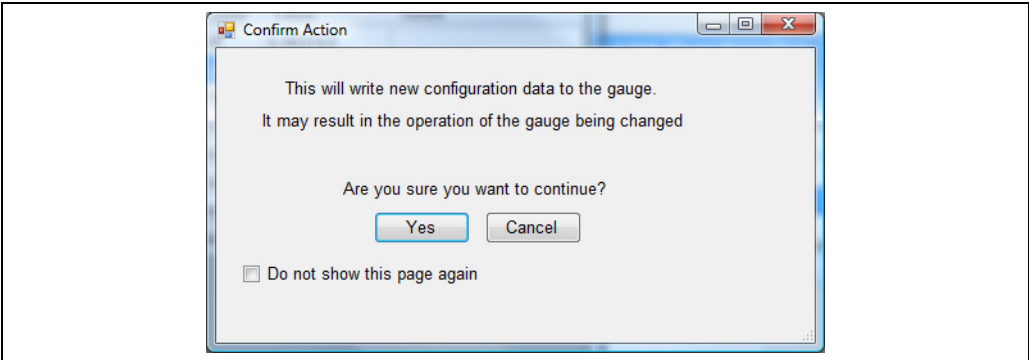 Confirm Action
This will write new configuration data to the gauge.
It may result in the operation of the gauge being changed
Are you sure you want to continue?
Yes Cancel
Do not show this page again